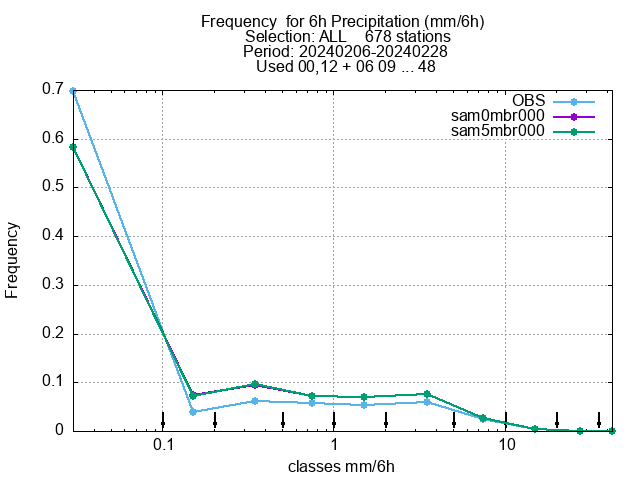 Frequency  for 6h Precipitation (mm/6h)
Selection: ALL    678 stations
Period: 20240206-20240228
Used 00,12 + 06 09 ... 48
OBS
sam0mbr000
sam5mbr000
0.7
0.6
0.5
0.4
0.3
0.2
0.1
0
Frequency
0.1 1 10
classes mm/6h